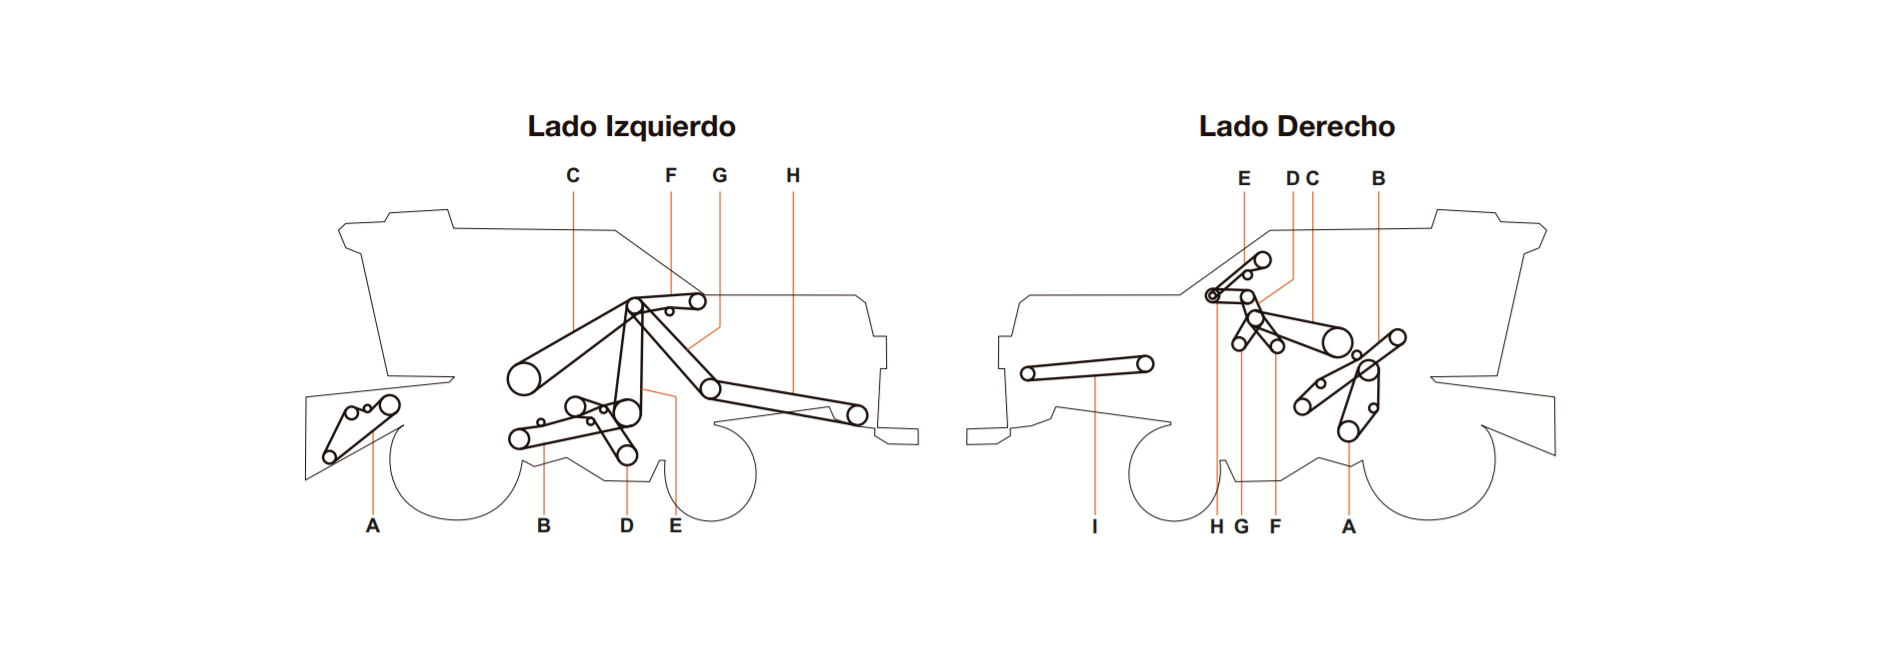 Lado Izquierdo
C F G H
A B D E
Lado Derecho
E D C B
I H G F A